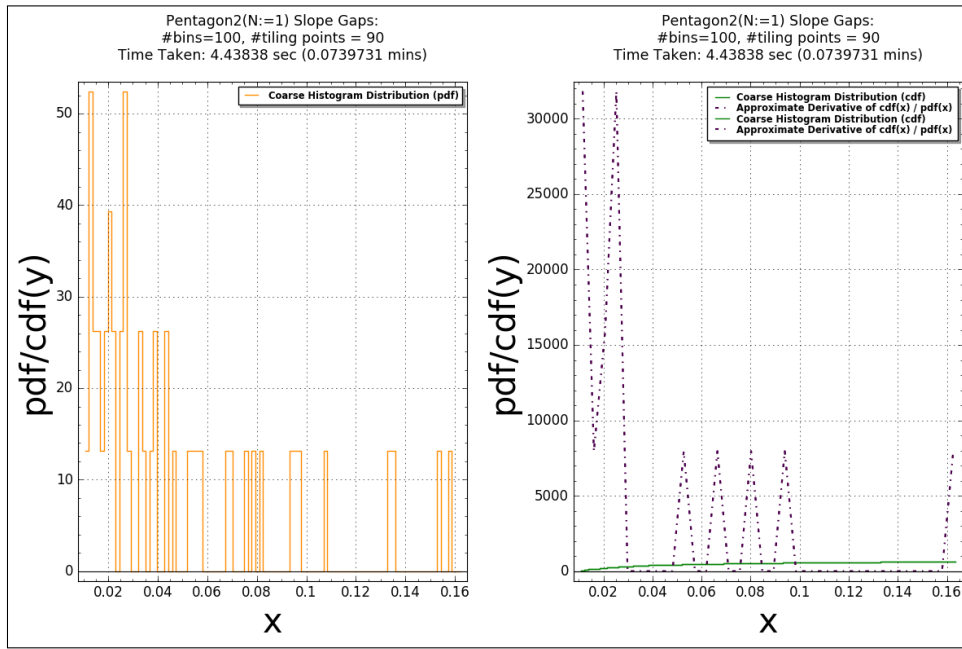 Pentagon2(N:=1) Slope Gaps:
#bins=100, #tiling points = 90
Time Taken: 4.43838 sec (0.0739731 mins)
Coarse Histogram Distribution (pdf)
50
40
30
20
10
0
pdf/cdf(y)
0.02
0.04
0.06
0.08
0.1
0.12
0.14
0.16
x
Pentagon2(N:=1) Slope Gaps:
#bins=100, #tiling points = 90
Time Taken: 4.43838 sec (0.0739731 mins)
Coarse Histogram Distribution (cdf)
Approximate Derivative of cdf(x) / pdf(x)
Coarse Histogram Distribution (cdf)
Approximate Derivative of cdf(x) / pdf(x)
30000
25000
20000
15000
10000
5000
0
pdf/cdf(y)
0.02
0.04
0.06
0.08
0.1
0.12
0.14
0.16
x